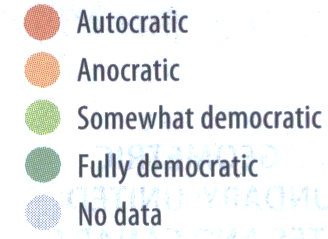 Autocratic
Anocratic
Somewhat democratic
Fully democratic
No data